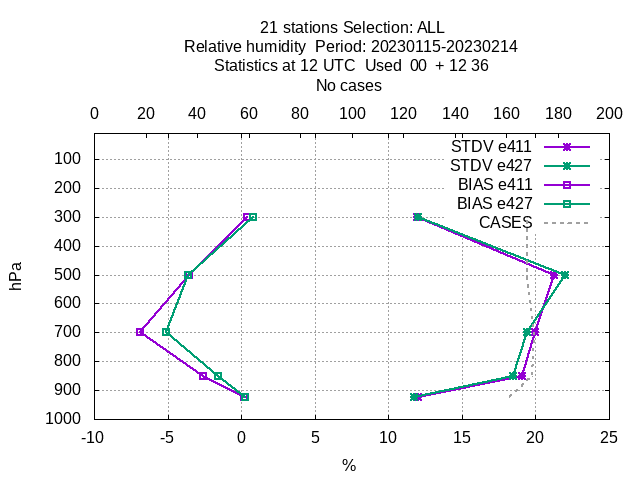 21 stations Selection: ALL
Relative humidity  Period: 20230115-20230214
Statistics at 12 UTC  Used  00  + 12 36
No cases
0 20 40 60 80 100 120 140 160 180 200
STDV e411
STDV e427
BIAS e411
BIAS e427
CASES
hPa
100
200
300
400
500
600
700
800
900
1000
-10 -5 0 5 10 15 20 25
%